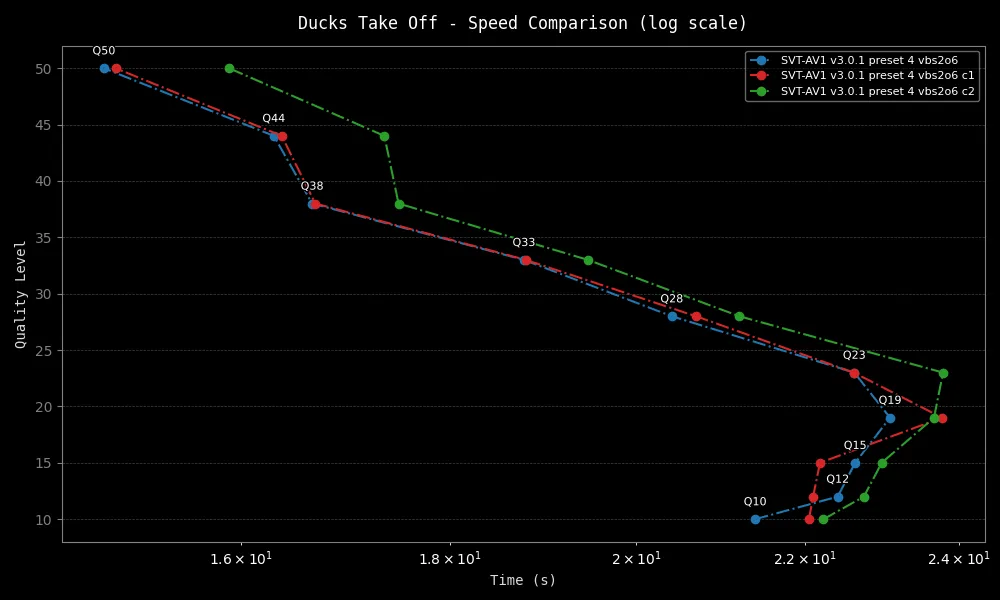 Ducks Take Off - Speed Comparison (log scale)
SVT-AV1 v3.0.1 preset 4 vbs2o6
SVT-AV1 v3.0.1 preset 4 vbs2o6 c1
SVT-AV1 v3.0.1 preset 4 vbs2o6 c2
Quality Level
50
45
40
35
30
25
20
15
10
Q50
Q44
Q38
Q33
Q28
Q23
Q19
Q15
Q12
Q10
1.6 × 10¹
1.8 × 10¹
2 × 10¹
2.2 × 10¹
2.4 × 10¹
Time (s)